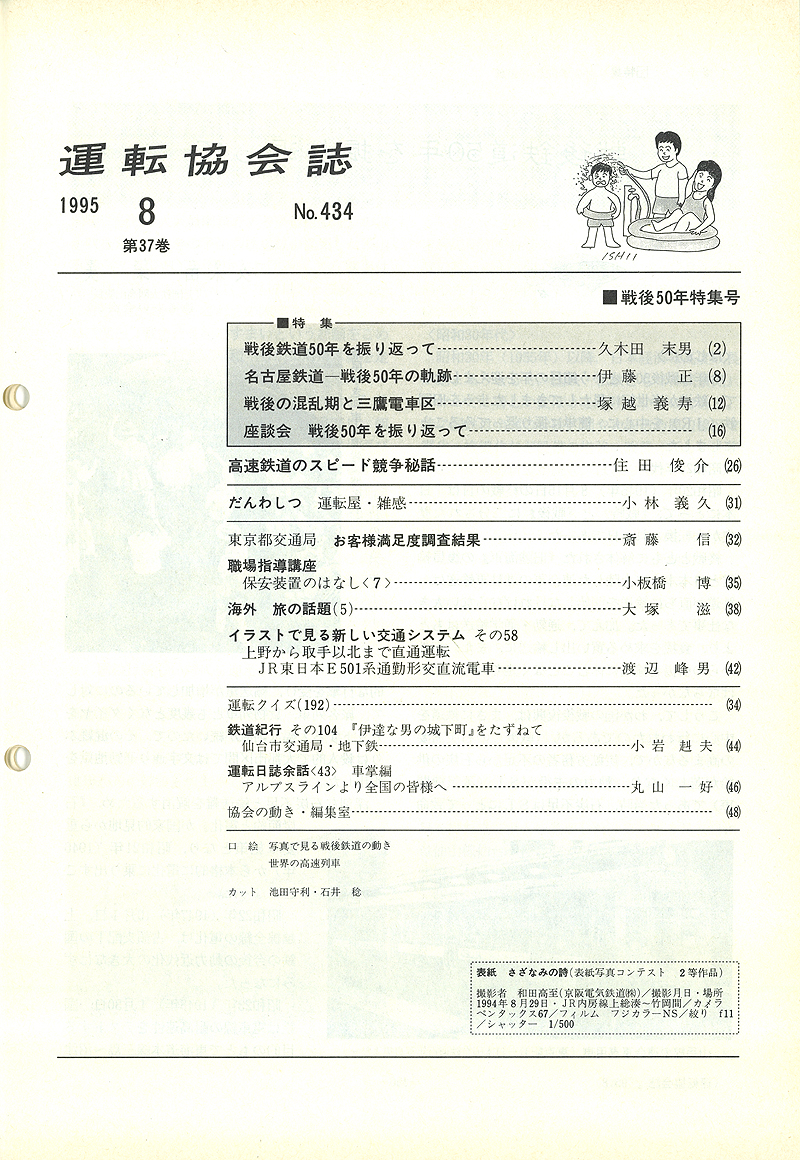 運転協会誌
1995 8 No.434
第37巻
ISHII
■戦後50年特集号
■特 集
戦後鉄道50年を振り返って 久木田 末男 (2)
名古屋鉄道―戦後50年の軌跡 伊藤 正 (8)
戦後の混乱期と三鷹電車区 塚越 義寿 (12)
座談会 戦後50年を振り返って (16)
高速鉄道のスピード競争秘話 住田 俊介 (26)
だんわしつ 運転屋・雑感 小林 義久 (31)
東京都交通局 お客様満足度調査結果 斎藤 信 (32)
職場指導講座
保安装置のはなし〈7〉 小板橋 博 (35)
海外 旅の話題(5) 大塚 滋 (38)
イラストで見る新しい交通システム その58
上野から取手以北まで直通運転
JR東日本E501系通勤形交直流電車 渡辺 峰男 (42)
運転クイズ(192) (34)
鉄道紀行 その104 『伊達な男の城下町』をたずねて
仙台市交通局・地下鉄 小岩 赳夫 (44)
運転日誌余話〈43〉 車掌編
アルプスラインより全国の皆様へ 丸山 一好 (46)
協会の動き・編集室 (48)
口 絵 写真で見る戦後鉄道の動き
世界の高速列車
カット 池田守利・石井 稔
表紙 さざなみの詩(表紙写真コンテスト 2等作品)
撮影者 和田高至(京阪電気鉄道㈱)/撮影月日・場所
1994年8月29日・JR内房線上総湊~竹岡間/カメラ
ペンタックス67/フィルム フジカラーNS/絞り f11
/シャッター 1/500